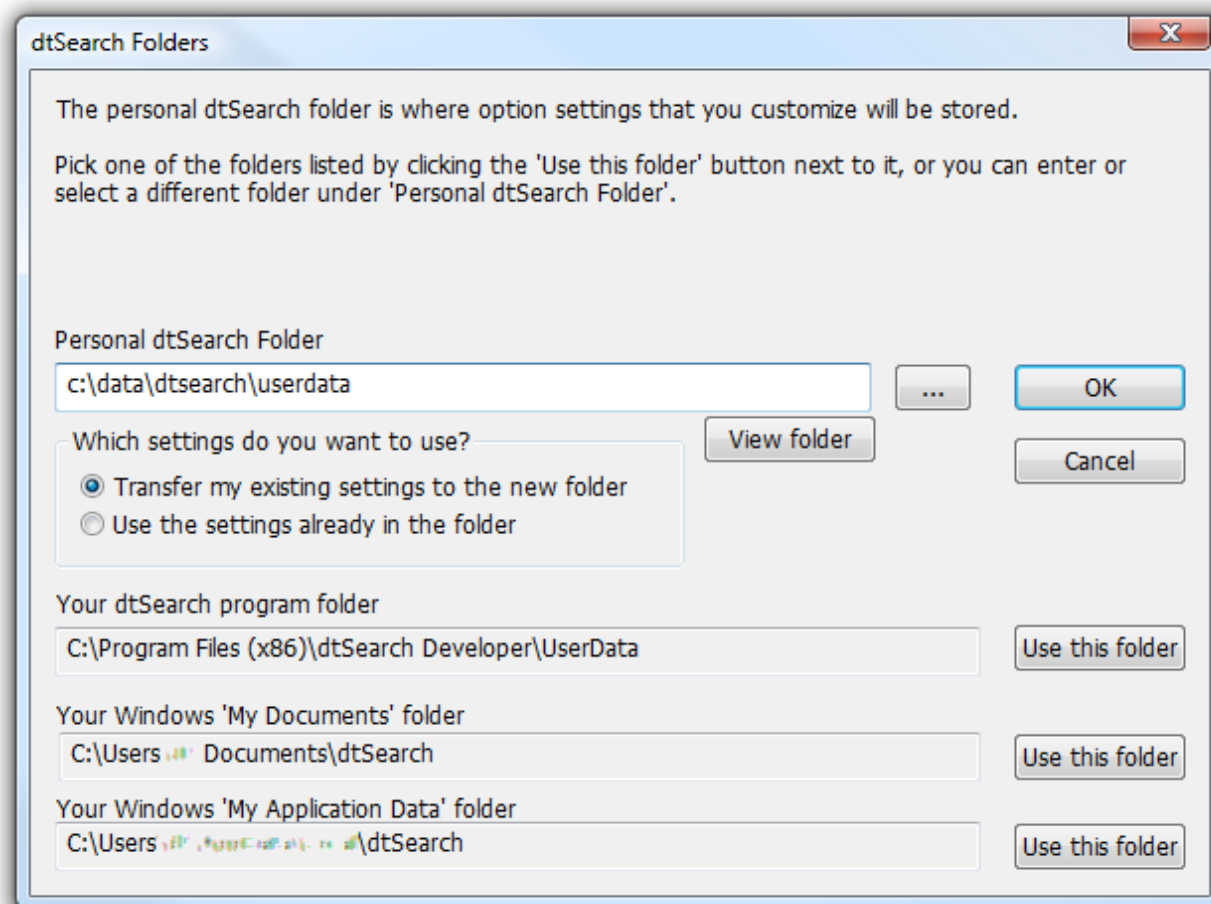 dtSearch Folders
The personal dtSearch folder is where option settings that you customize will be stored.
Pick one of the folders listed by clicking the 'Use this folder' button next to it, or you can enter or
select a different folder under 'Personal dtSearch Folder'.
Personal dtSearch Folder
c:\data\dtsearch\userdata
...
OK
Which settings do you want to use?
View folder
Cancel
Transfer my existing settings to the new folder
Use the settings already in the folder
Your dtSearch program folder
C:\Program Files (x86)\dtSearch Developer\UserData
Use this folder
Your Windows 'My Documents' folder
C:\Users Documents\dtSearch
Use this folder
Your Windows 'My Application Data' folder
C:\Users \dtSearch
Use this folder